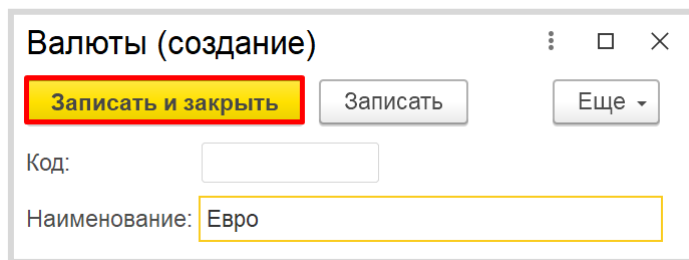 Валюты (создание)
Записать и закрыть Записать Еще
Код:
Наименование: Евро